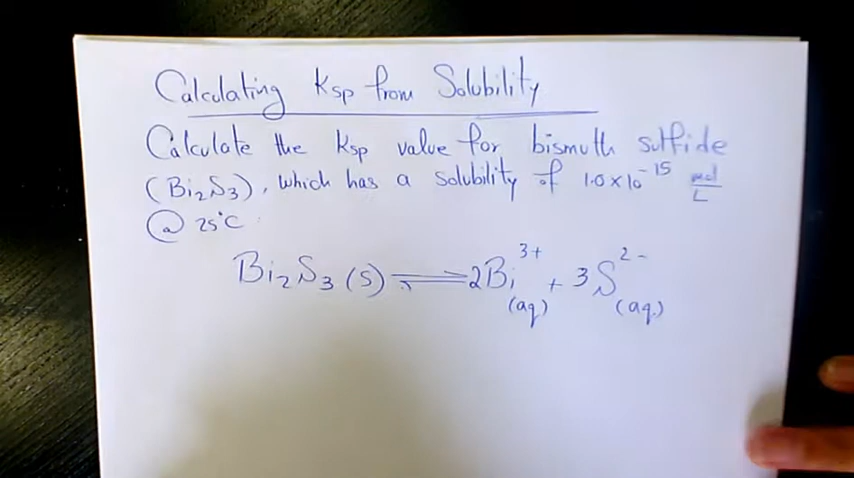 Calculating Ksp from Solubility
Calculate the Ksp value for bismuth sulfide
(Bi₂S₃), which has a solubility of 1.0×10⁻¹⁵ mol/L
@ 25°C.
Bi₂S₃(s) ⇌ 2Bi³⁺(aq) + 3S²⁻(aq)